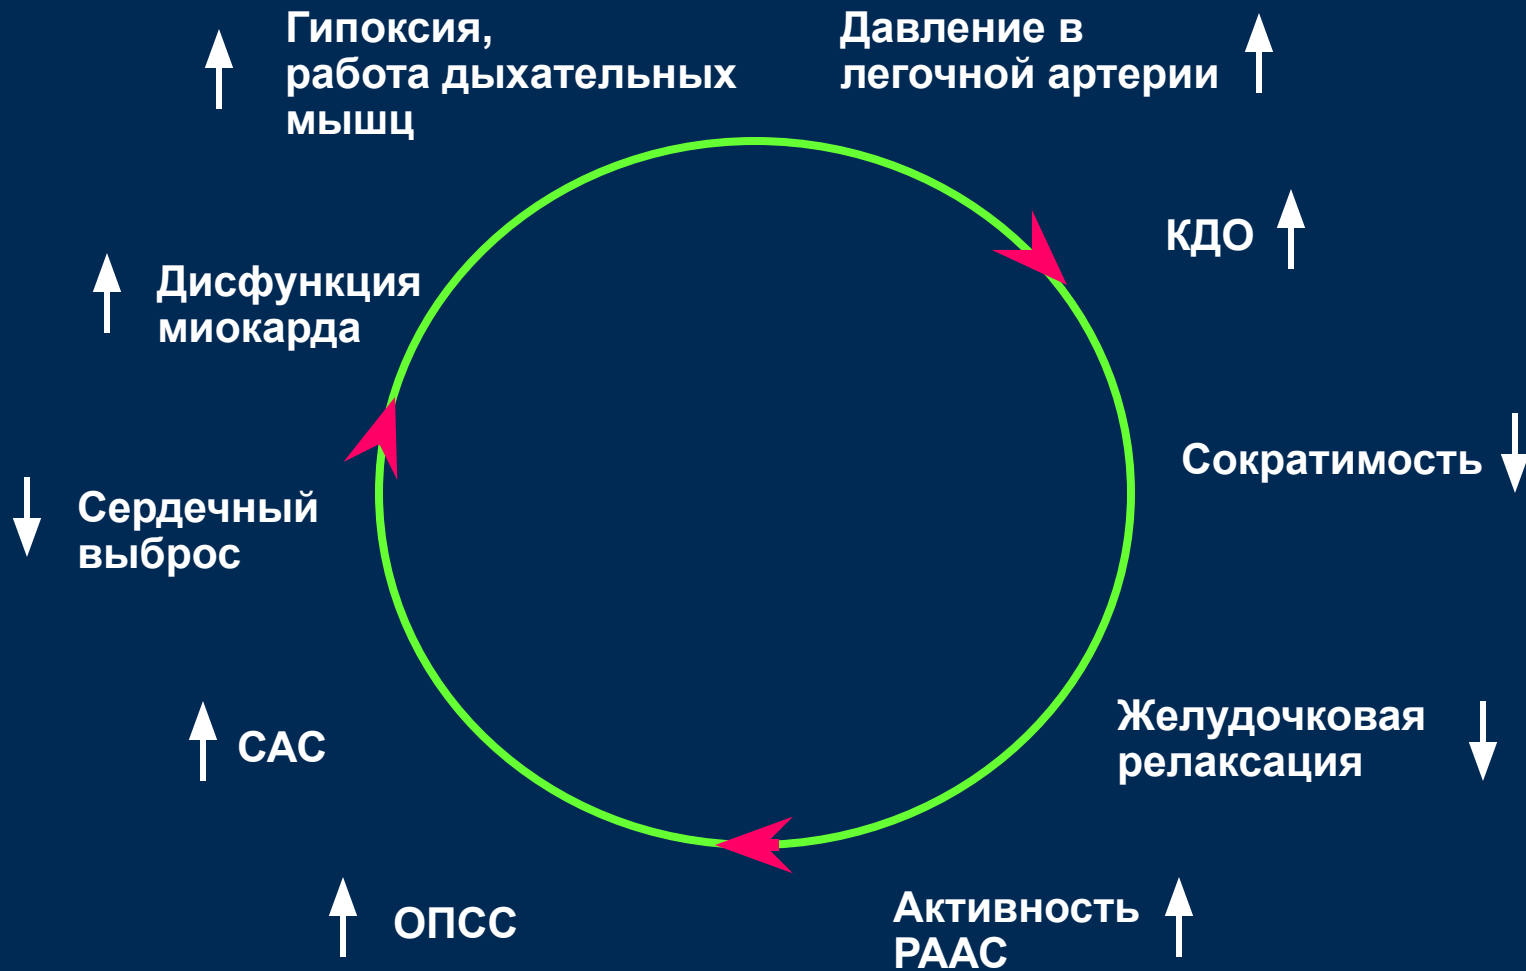 Гипоксия,
работа дыхательных
мышц
Давление в
легочной артерии
КДО
Дисфункция
миокарда
Сократимость
Сердечный
выброс
Желудочковая
релаксация
САС
Активность
РААС
ОПСС